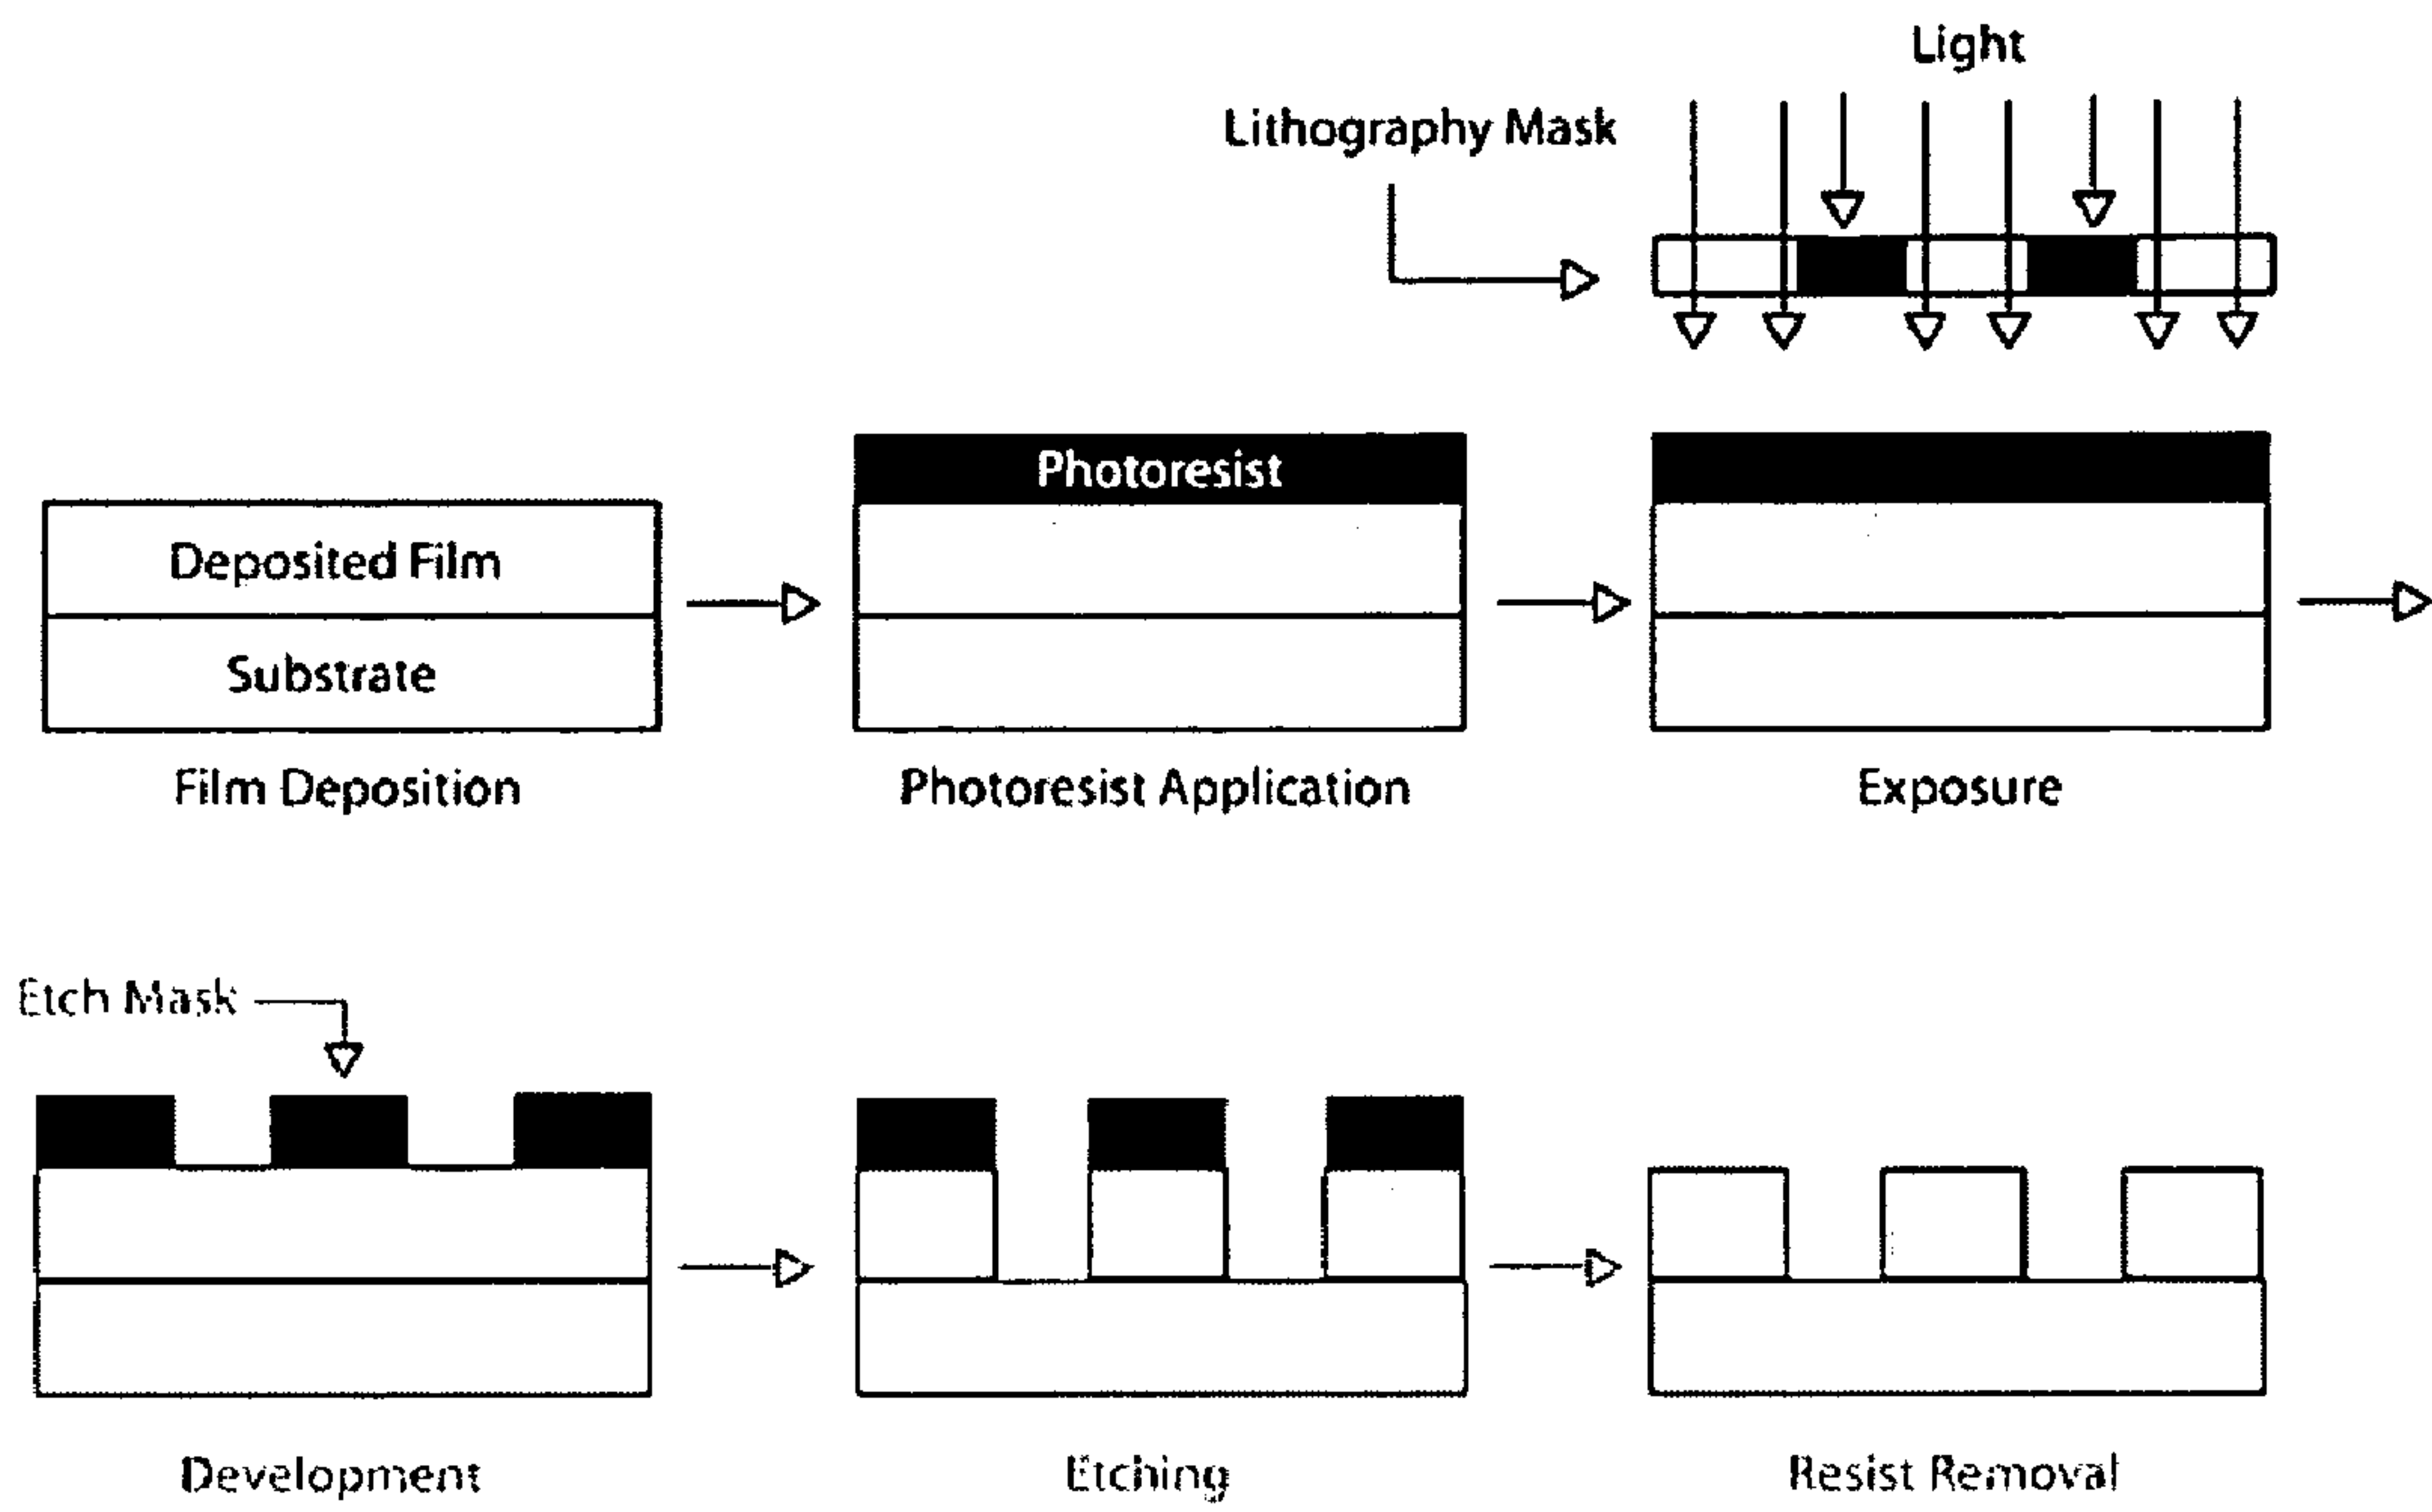 Light
Lithography Mask
Photoresist
Deposited Film
Substrate
Film Deposition
Photoresist Application
Exposure
Etch Mask
Development
Etching
Resist Removal